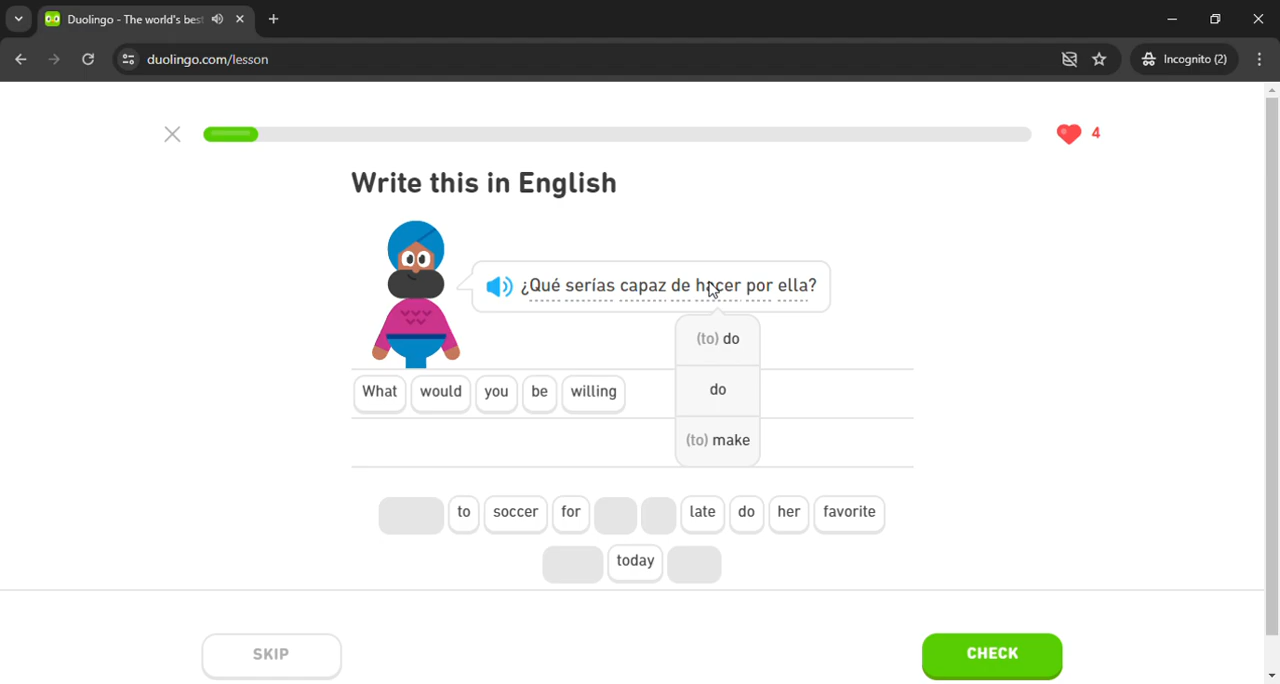 Duolingo - The world's bes
duolingo.com/lesson
Incognito (2)
4
Write this in English
¿Qué serías capaz de hacer por ella?
(to) do
do
(to) make
What would you be willing
to soccer for late do her favorite
today
SKIP
CHECK